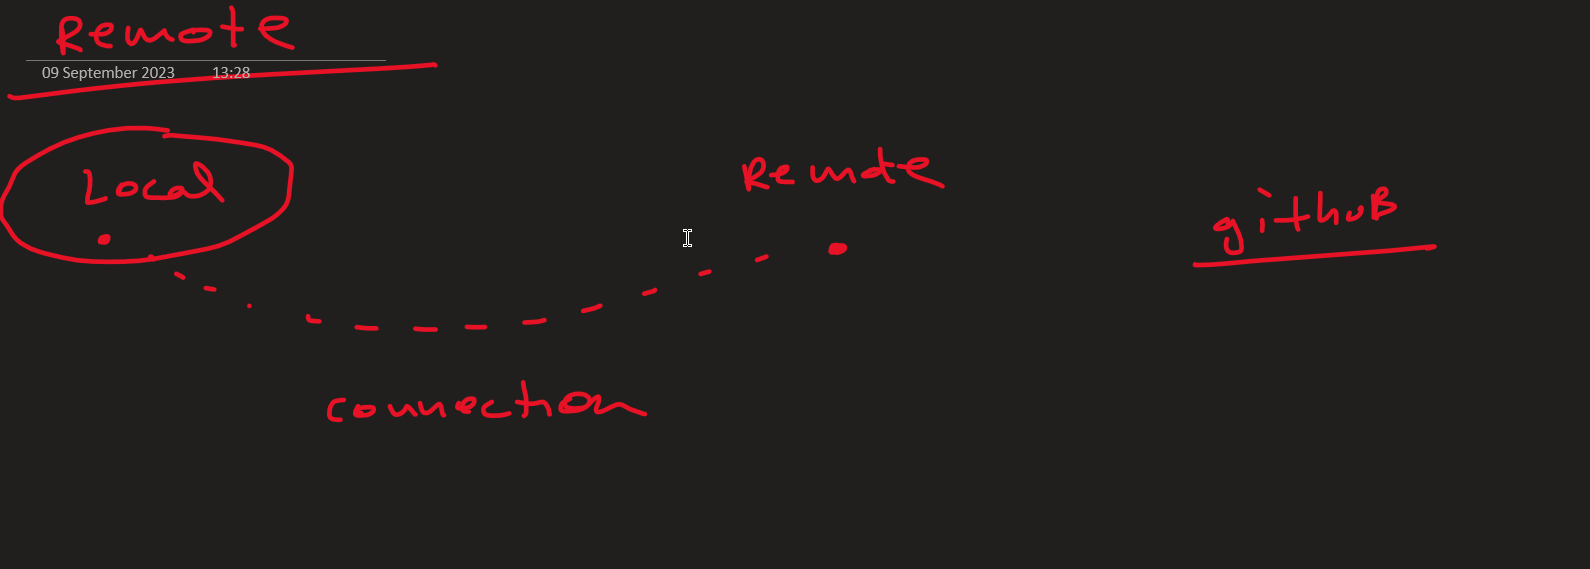 Remote
09 September 2023 13:28
Local
Remote
githuB
connection